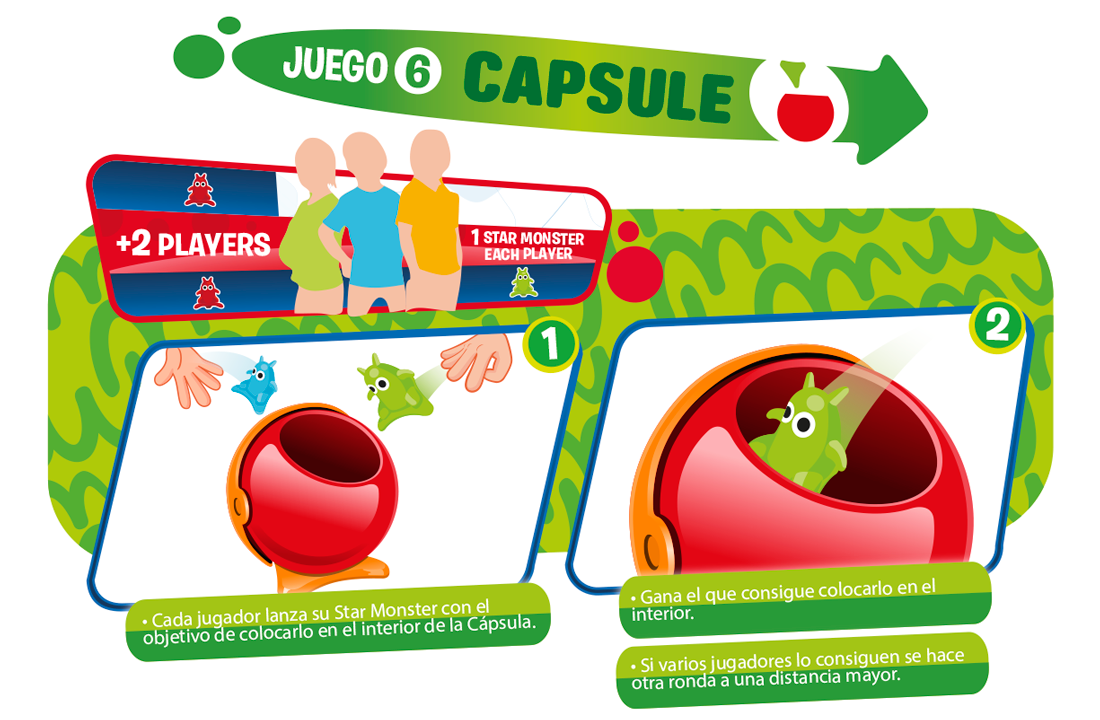 JUEGO 6 CAPSULE
+2 PLAYERS
1 STAR MONSTER
EACH PLAYER
1
• Cada jugador lanza su Star Monster con el
objetivo de colocarlo en el interior de la Cápsula.
2
• Gana el que consigue colocarlo en el
interior.
• Si varios jugadores lo consiguen se hace
otra ronda a una distancia mayor.